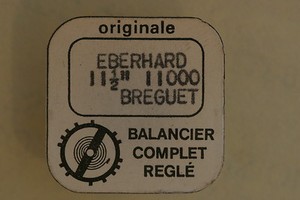 originale
EBERHARD
11½''' 11000
BREGUET
BALANCIER
COMPLET
REGLÉ